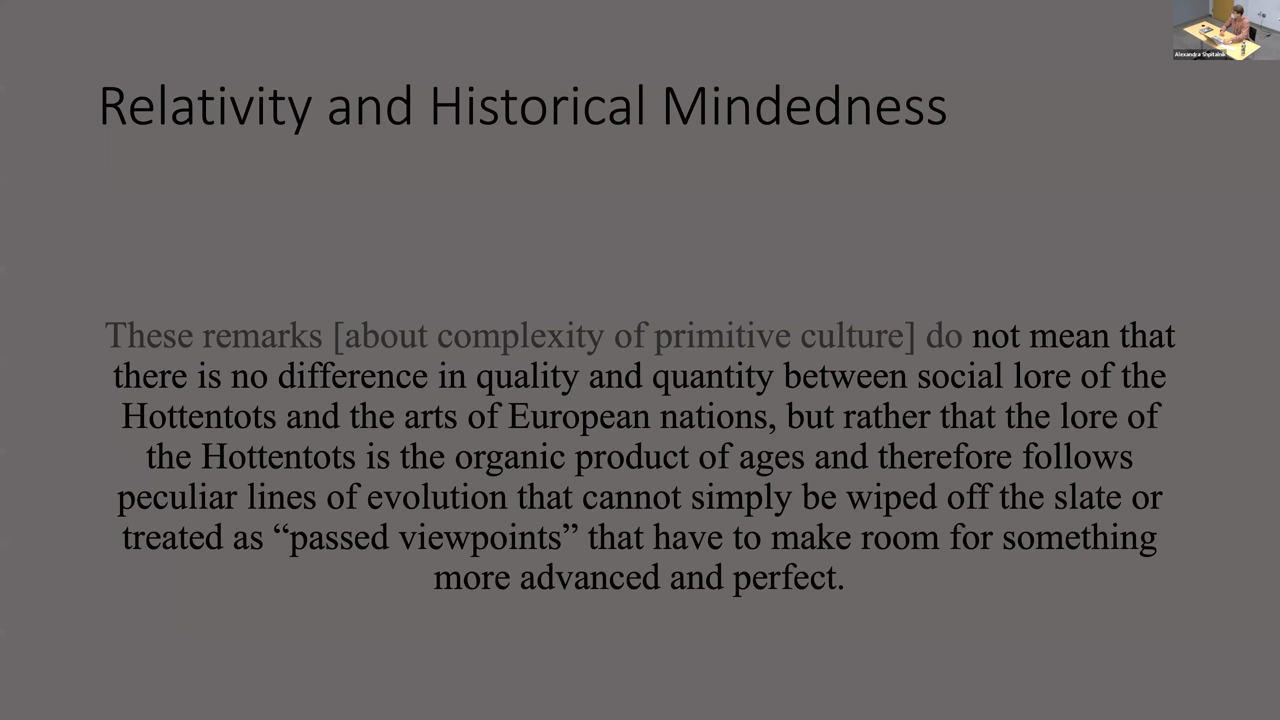 Alexandra Shpitalnik
Relativity and Historical Mindedness
These remarks [about complexity of primitive culture] do not mean that
there is no difference in quality and quantity between social lore of the
Hottentots and the arts of European nations, but rather that the lore of
the Hottentots is the organic product of ages and therefore follows
peculiar lines of evolution that cannot simply be wiped off the slate or
treated as “passed viewpoints” that have to make room for something
more advanced and perfect.